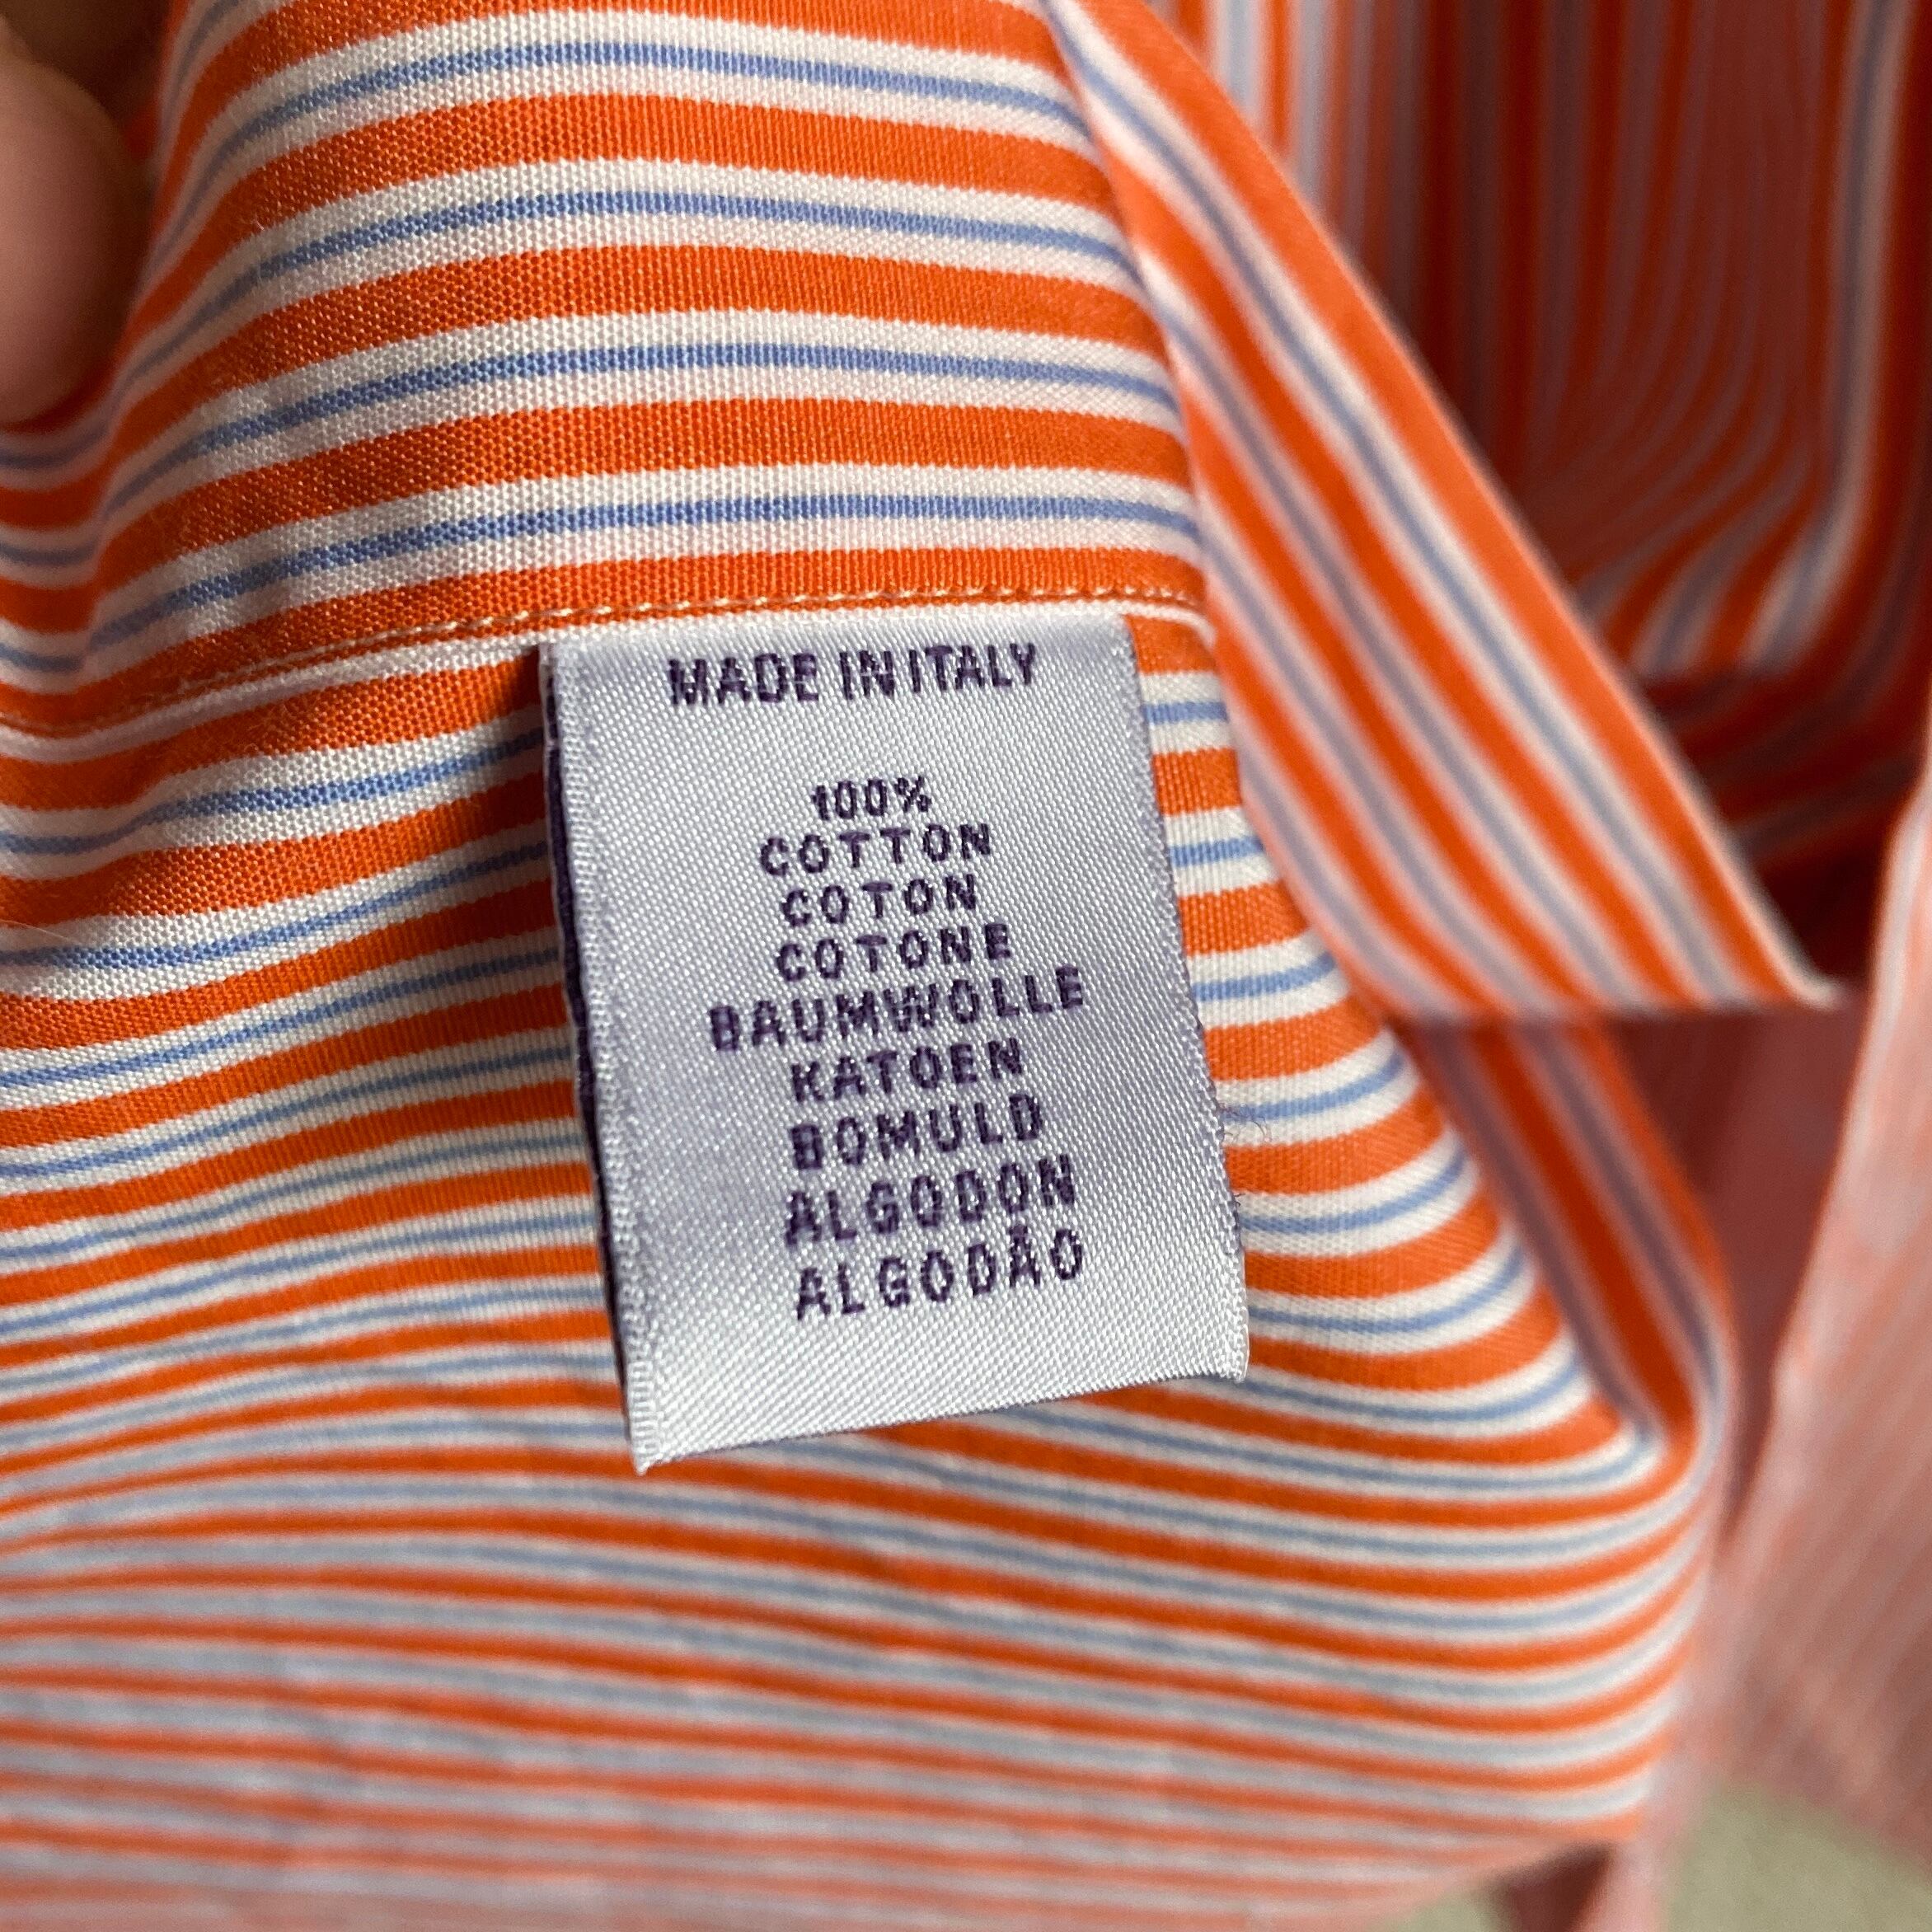 MADE IN ITALY
100%
COTTON
COTON
COTONE
BAUMWOLLE
KATOEN
BOMULD
ALGODON
ALGODÃO